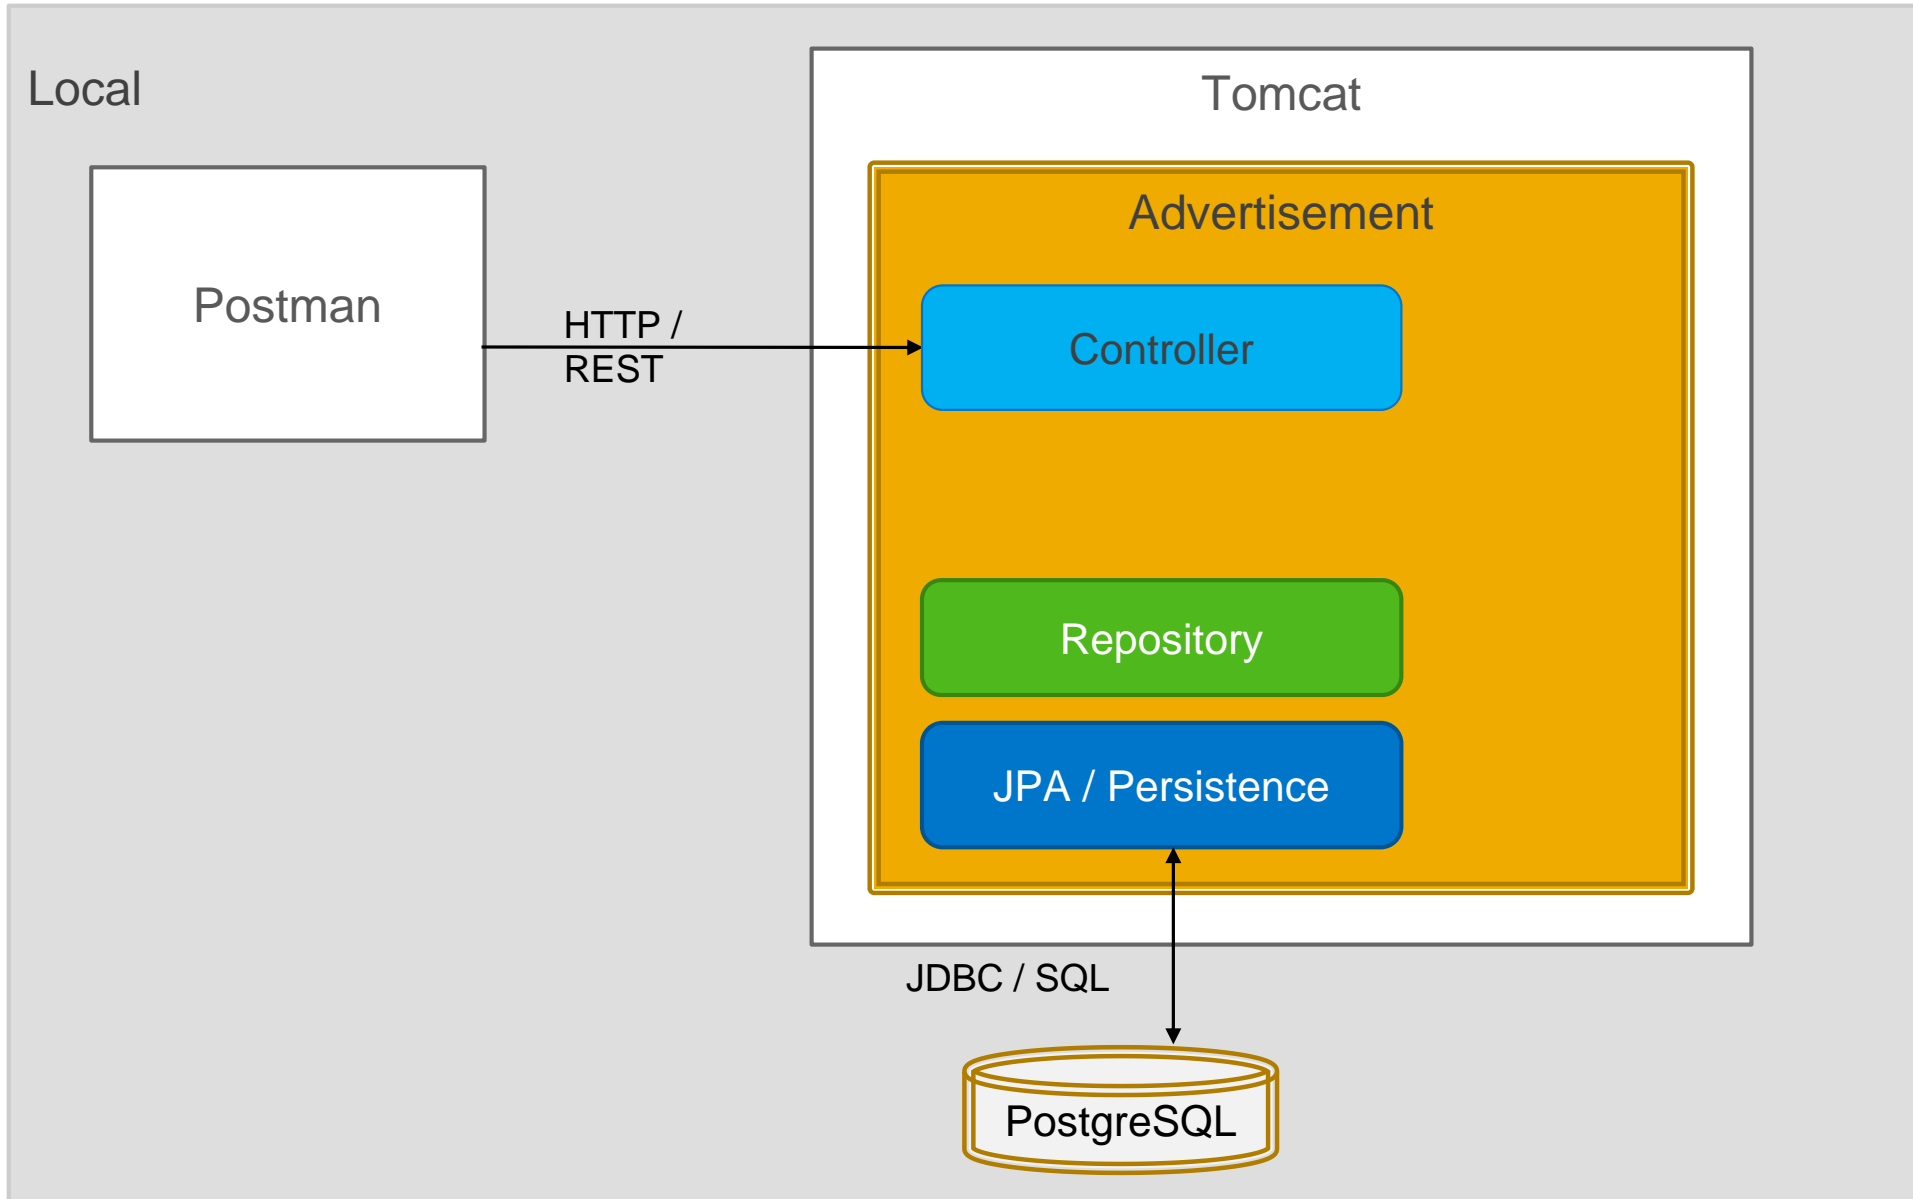 Local
Tomcat
Advertisement
Postman
HTTP /
REST
Controller
Repository
JPA / Persistence
JDBC / SQL
PostgreSQL